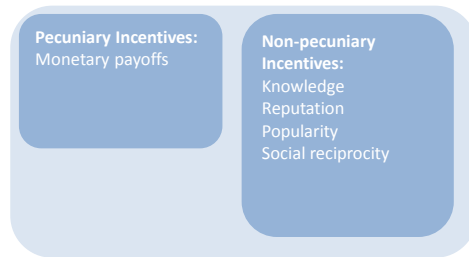 Pecuniary Incentives:
Monetary payoffs
Non-pecuniary
Incentives:
Knowledge
Reputation
Popularity
Social reciprocity